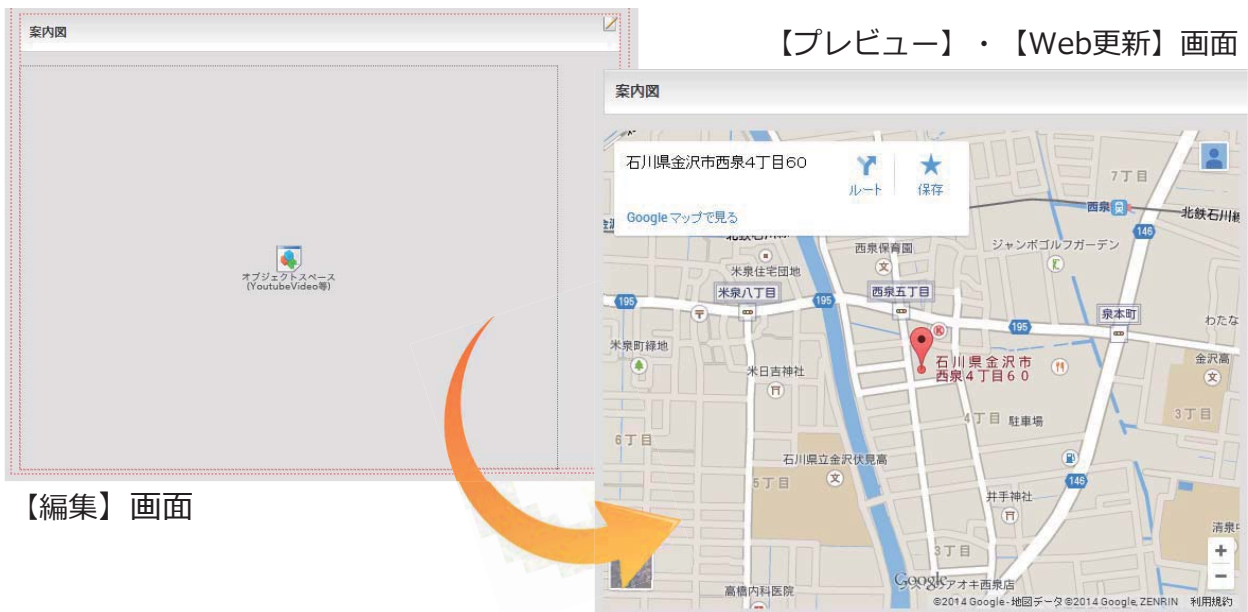 案内図
オブジェクトスペース
(YoutubeVideo等)
【編集】画面
【プレビュー】・【Web更新】画面
案内図
石川県金沢市西泉4丁目60
ルート
保存
Google マップで見る
7丁目
西泉
北鉄石川線
146
西泉保育園
ジャンボゴルフガーデン
米泉住宅団地
195
米泉八丁目
195
西泉五丁目
泉本町
195
わたな
米泉町緑地
石川県金沢市
西泉4丁目60
金沢高
米日吉神社
4丁目
駐車場
3丁目
6丁目
石川県立金沢伏見高
5丁目
146
井手神社
清泉
3丁目
Google
アオキ西泉店
高橋内科医院
©2014 Google - 地図データ ©2014 Google, ZENRIN
利用規約